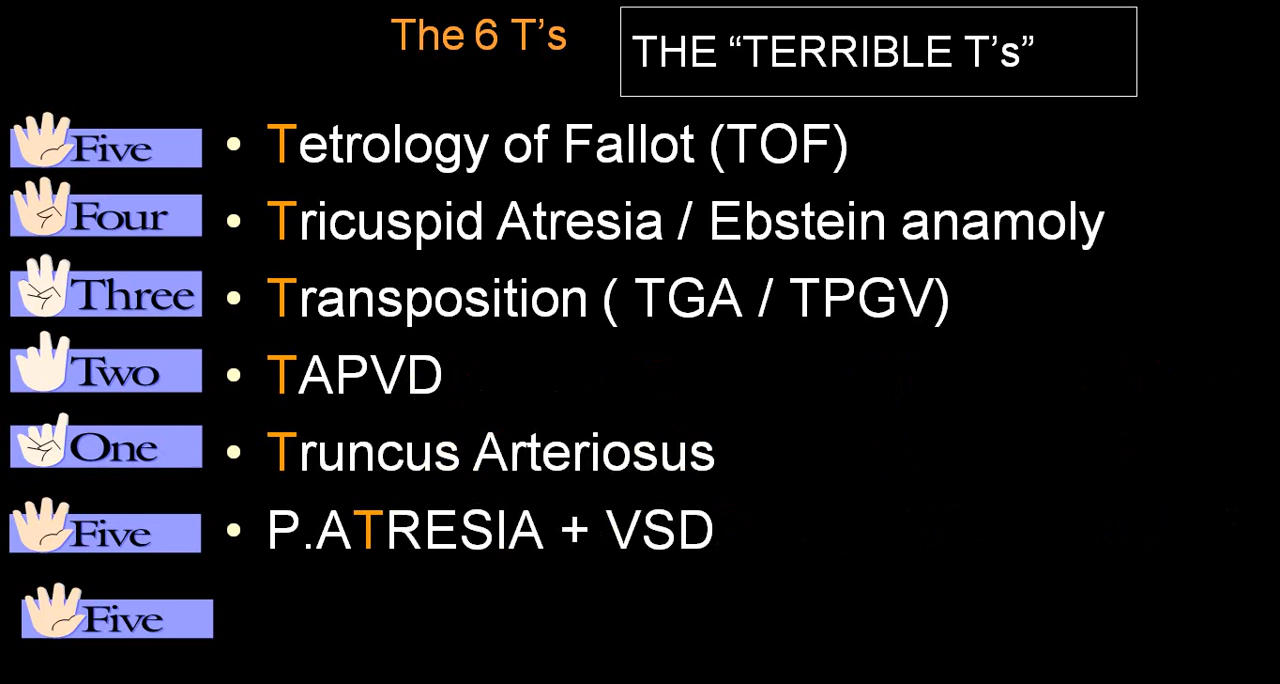 The 6 T's
THE “TERRIBLE T's”
Five
• Tetrology of Fallot (TOF)
Four
• Tricuspid Atresia / Ebstein anamoly
Three
• Transposition ( TGA / TPGV)
Two
• TAPVD
One
• Truncus Arteriosus
Five
• P.ATRESIA + VSD
Five